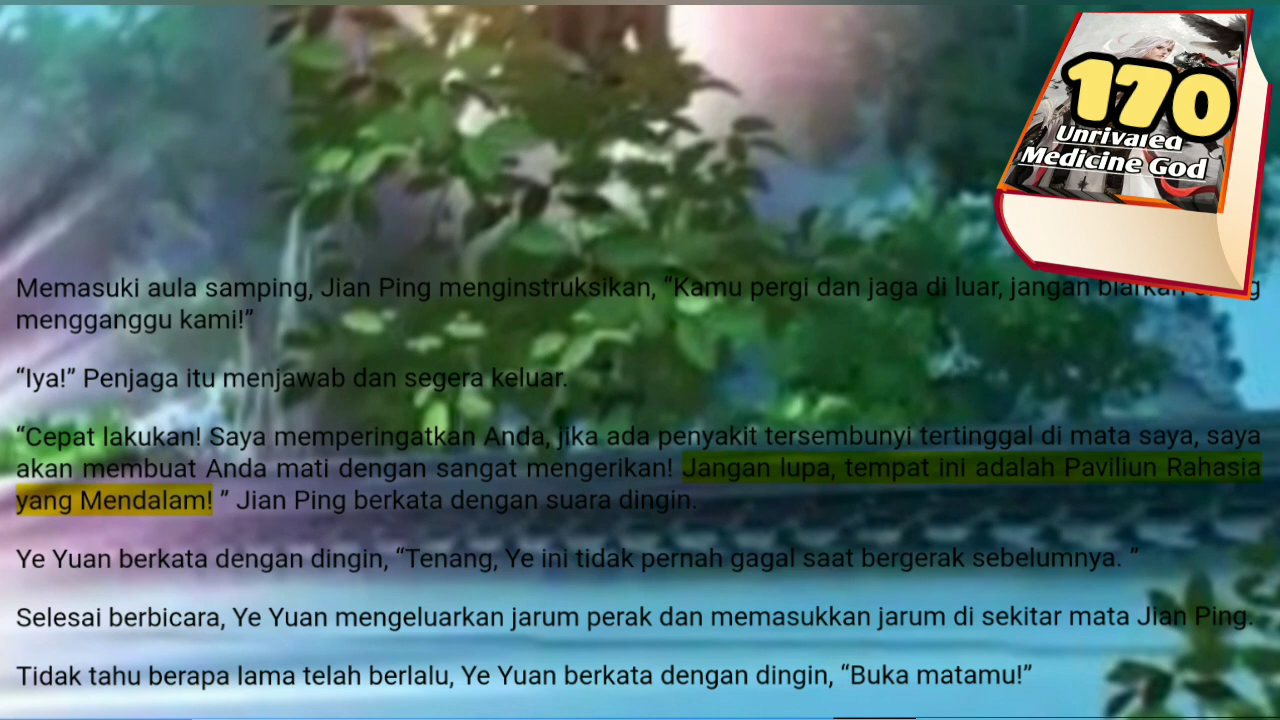 170
Unrivaled
Medicine God
Memasuki aula samping, Jian Ping menginstruksikan, “Kamu pergi dan jaga di luar, jangan biarkan
mengganggu kami!”
“Iya!” Penjaga itu menjawab dan segera keluar.
“Cepat lakukan! Saya memperingatkan Anda, jika ada penyakit tersembunyi tertinggal di mata saya, saya
akan membuat Anda mati dengan sangat mengerikan! Jangan lupa, tempat ini adalah Paviliun Rahasia
yang Mendalam! ” Jian Ping berkata dengan suara dingin.
Ye Yuan berkata dengan dingin, “Tenang, Ye ini tidak pernah gagal saat bergerak sebelumnya. ”
Selesai berbicara, Ye Yuan mengeluarkan jarum perak dan memasukkan jarum di sekitar mata Jian Ping.
Tidak tahu berapa lama telah berlalu, Ye Yuan berkata dengan dingin, “Buka matamu!”